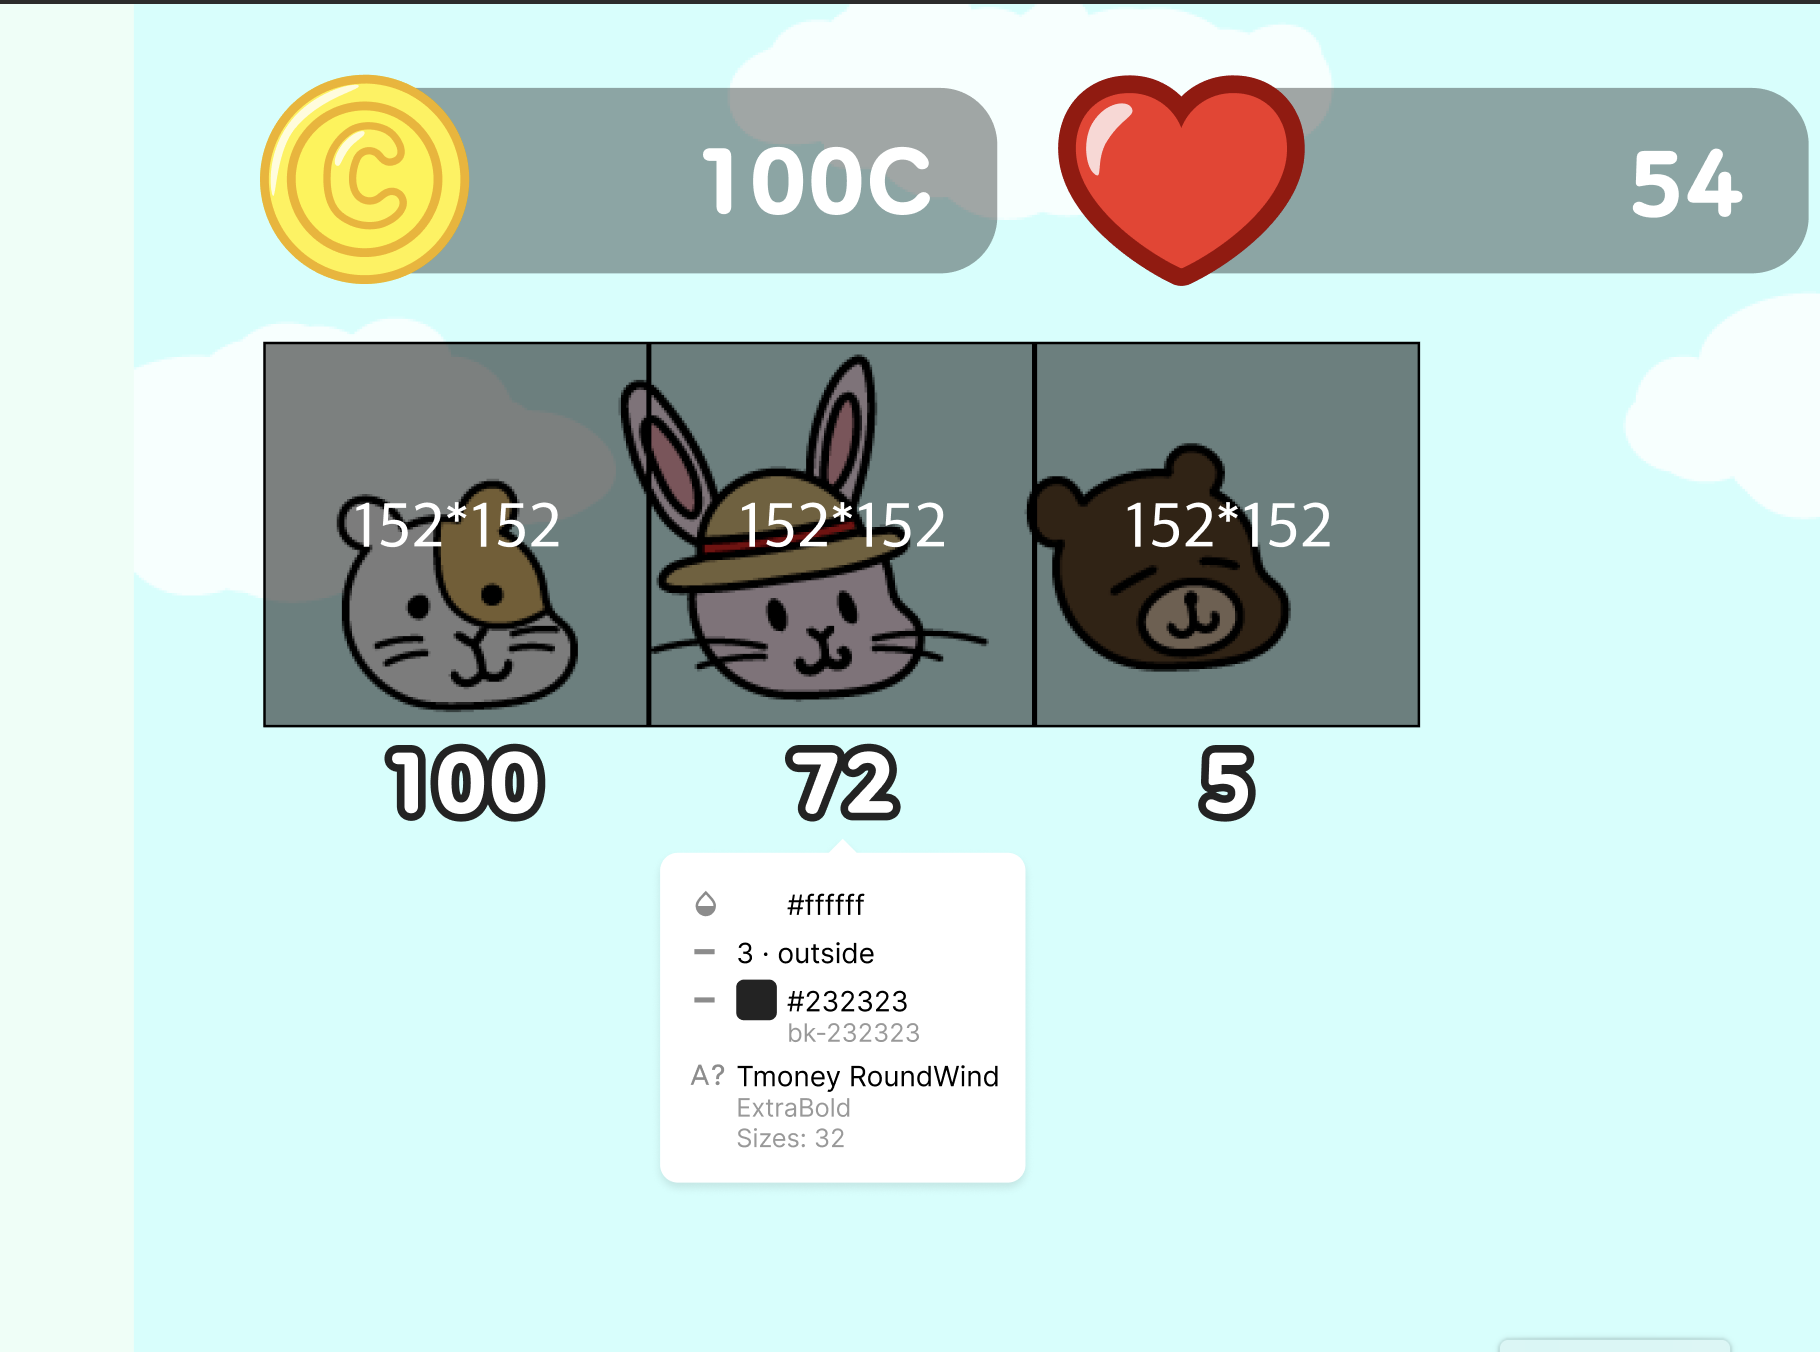 C
100C
54
152*152
152*152
152*152
100
72
5
#ffffff
3 · outside
#232323
bk-232323
A? Tmoney RoundWind
ExtraBold
Sizes: 32